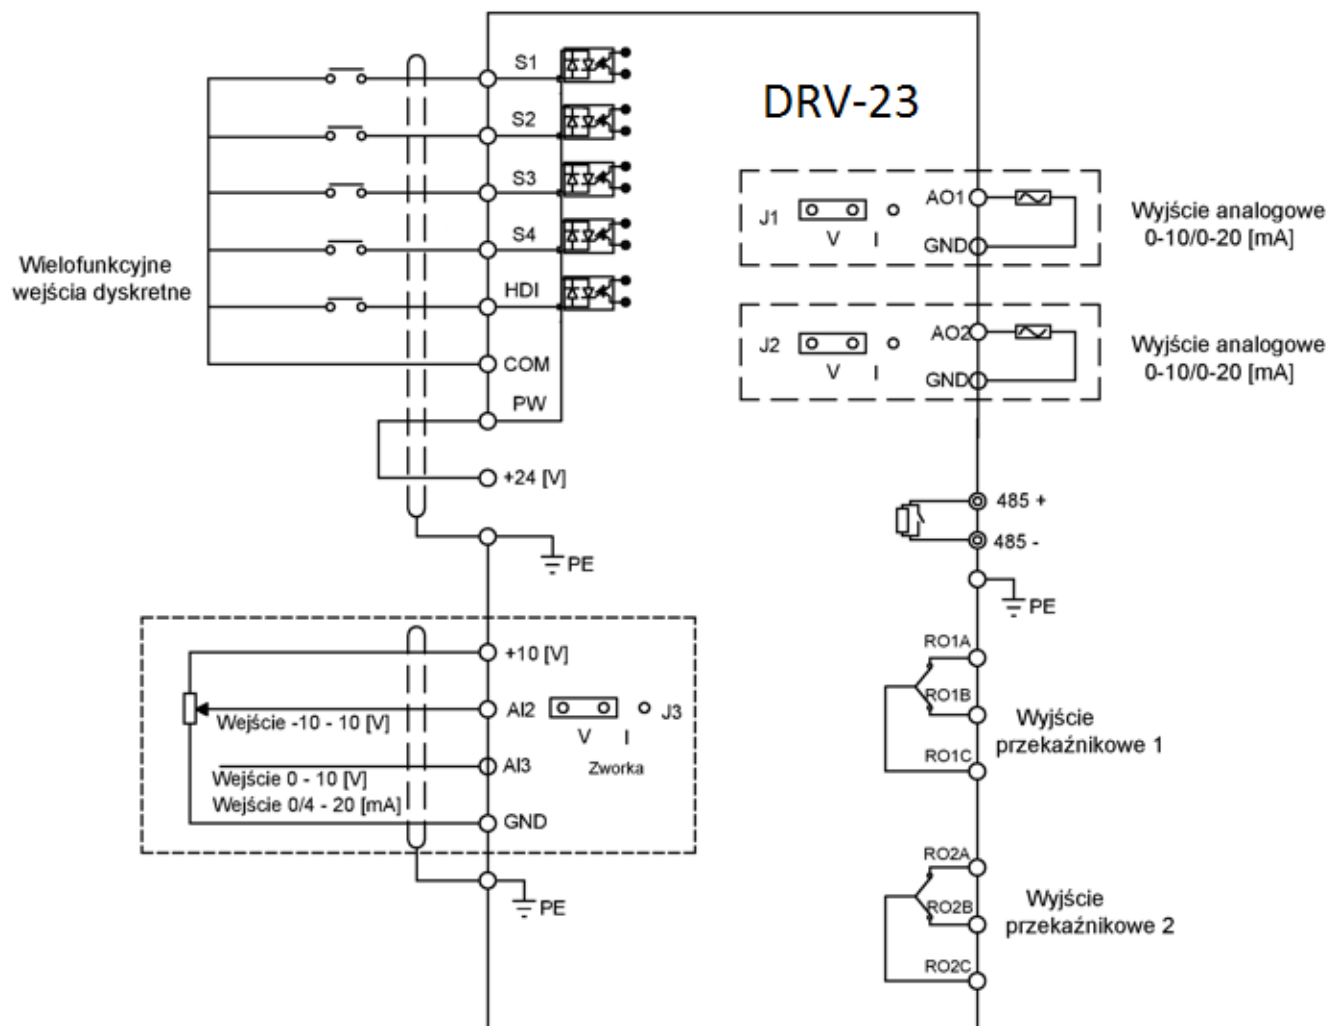 DRV-23
S1
S2
S3
S4
HDI
COM
PW
+24 [V]
PE
Wielofunkcyjne
wejścia dyskretne
+10 [V]
AI2
J3
V I
Zworka
Wejście -10 - 10 [V]
AI3
Wejście 0 - 10 [V]
Wejście 0/4 - 20 [mA]
GND
PE
J1
V I
AO1
GND
Wyjście analogowe
0-10/0-20 [mA]
J2
V I
AO2
GND
Wyjście analogowe
0-10/0-20 [mA]
485 +
485 -
PE
RO1A
RO1B
RO1C
Wyjście
przekaźnikowe 1
RO2A
RO2B
RO2C
Wyjście
przekaźnikowe 2